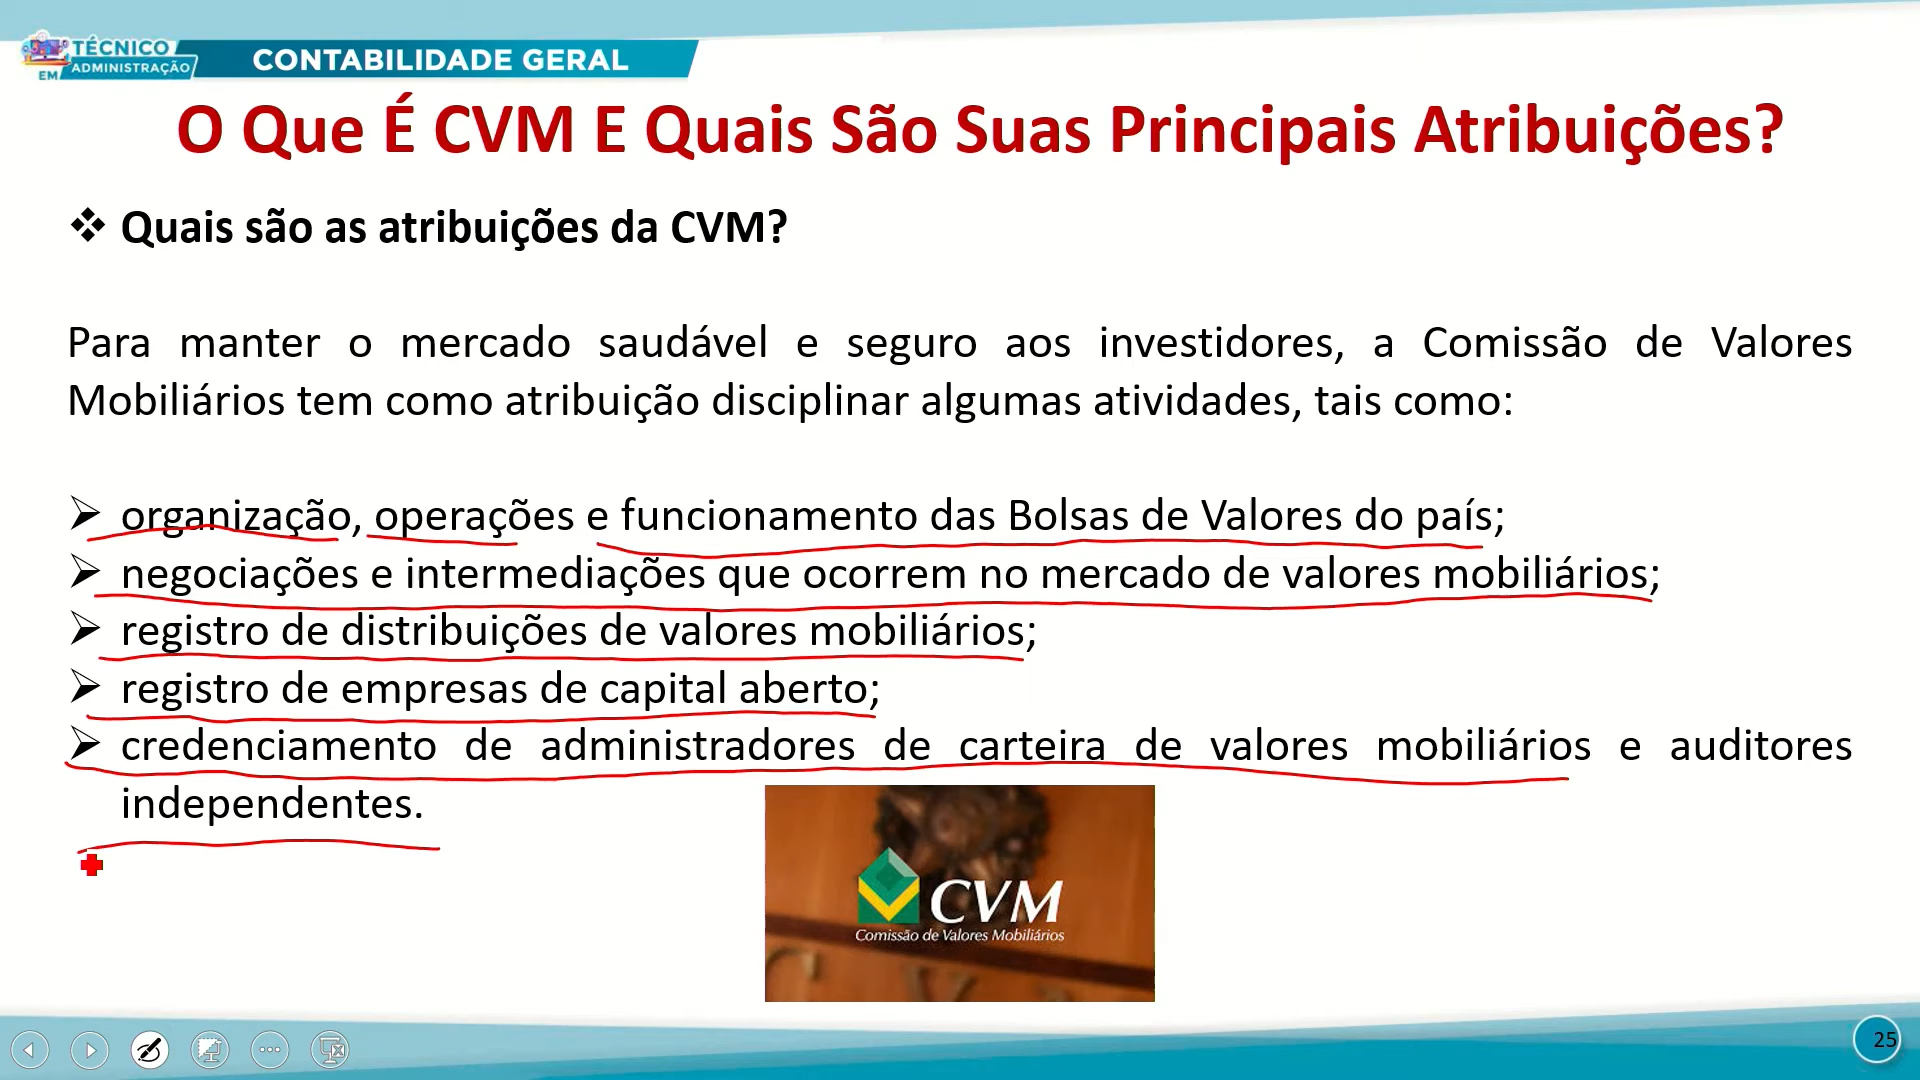 TÉCNICO
EM ADMINISTRAÇÃO
CONTABILIDADE GERAL
O Que É CVM E Quais São Suas Principais Atribuições?
❖ Quais são as atribuições da CVM?
Para manter o mercado saudável e seguro aos investidores, a Comissão de Valores
Mobiliários tem como atribuição disciplinar algumas atividades, tais como:
➢ organização, operações e funcionamento das Bolsas de Valores do país;
➢ negociações e intermediações que ocorrem no mercado de valores mobiliários;
➢ registro de distribuições de valores mobiliários;
➢ registro de empresas de capital aberto;
➢ credenciamento de administradores de carteira de valores mobiliários e auditores
independentes.
CVM
Comissão de Valores Mobiliários
25